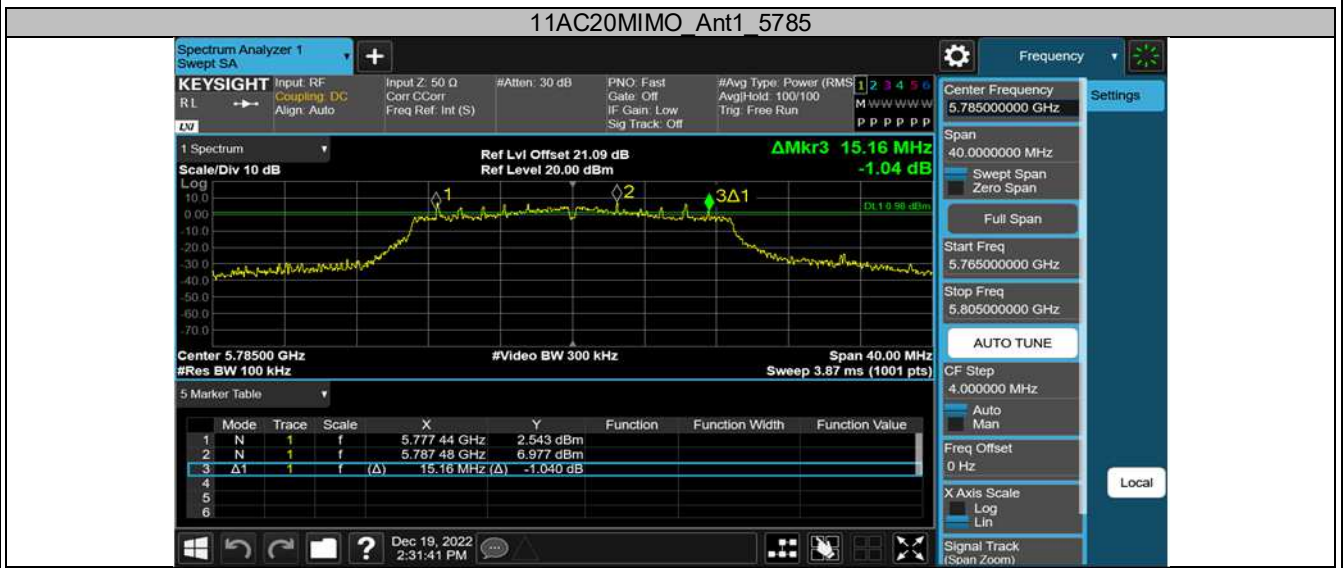 11AC20MIMO_Ant1_5785
Spectrum Analyzer 1
Swept SA
+
Frequency
KEYSIGHT
RL
LXI
Input: RF
Coupling: DC
Align: Auto
Input Z: 50 Ω
Corr CCorr
Freq Ref: Int (S)
#Atten: 30 dB
PNO: Fast
Gate: Off
IF Gain: Low
Sig Track: Off
#Avg Type: Power (RMS
Avg|Hold: 100/100
Trig: Free Run
1 2 3 4 5 6
M W W W W W
P P P P P P
1 Spectrum
Scale/Div 10 dB
Ref Lvl Offset 21.09 dB
Ref Level 20.00 dBm
ΔMkr3 15.16 MHz
-1.04 dB
Log
10.0
0.00
-10.0
-20.0
-30.0
-40.0
-50.0
-60.0
-70.0
1
2
3Δ1
DL1 0.98 dBm
Center 5.78500 GHz
#Res BW 100 kHz
#Video BW 300 kHz
Span 40.00 MHz
Sweep 3.87 ms (1001 pts)
5 Marker Table
Mode Trace Scale X Y Function Function Width Function Value
1 N 1 f 5.777 44 GHz 2.543 dBm
2 N 1 f 5.787 48 GHz 6.977 dBm
3 Δ1 1 f (Δ) 15.16 MHz (Δ) -1.040 dB
4
5
6
?
Dec 19, 2022
2:31:41 PM
Center Frequency
5.785000000 GHz
Settings
Span
40.0000000 MHz
Swept Span
Zero Span
Full Span
Start Freq
5.765000000 GHz
Stop Freq
5.805000000 GHz
AUTO TUNE
CF Step
4.000000 MHz
Auto
Man
Freq Offset
0 Hz
X Axis Scale
Log
Lin
Signal Track
(Span Zoom)
Local